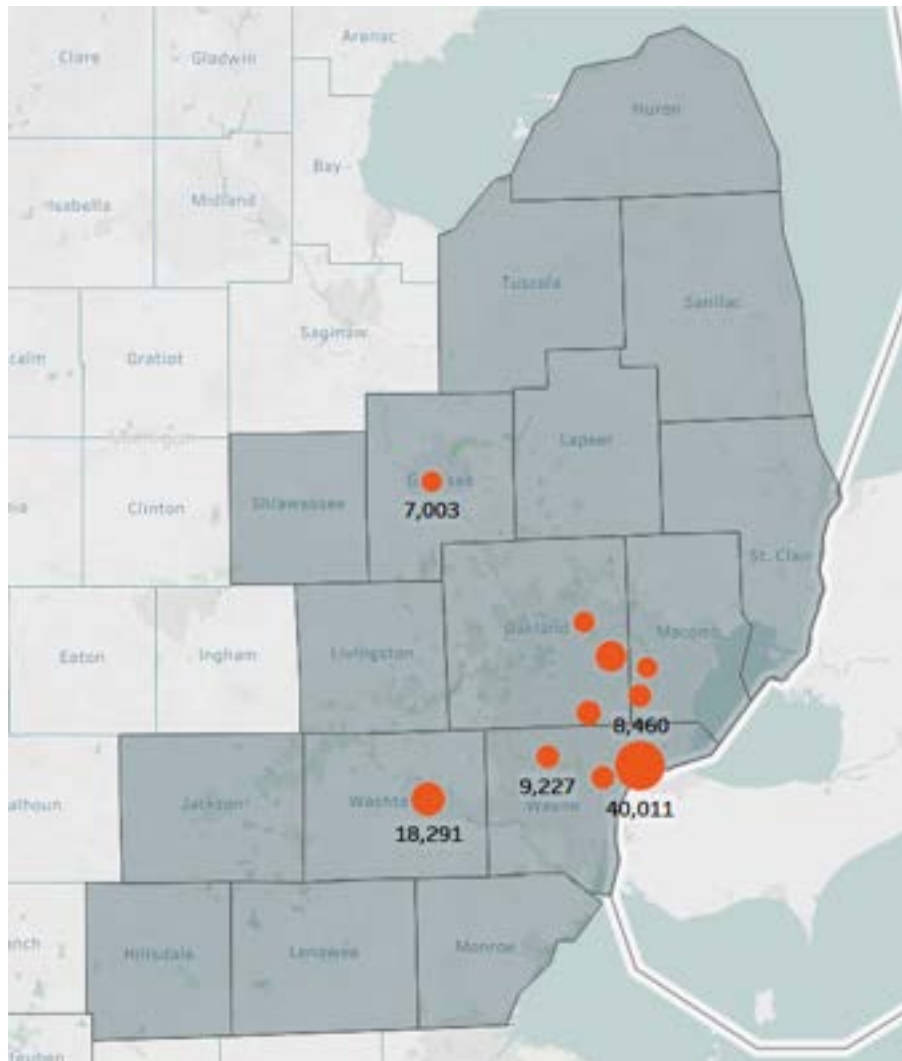 Arenac
Clare
Gladwin
Huron
Bay
Isabella
Midland
Tuscola
Sanilac
Saginaw
Gratiot
Lapeer
7,003
Shiawassee
Clinton
St. Clair
Oakland
Macomb
Eaton
Ingham
Livingston
8,460
9,227
Jackson
Wayne
40,011
18,291
Hillsdale
Lenawee
Monroe